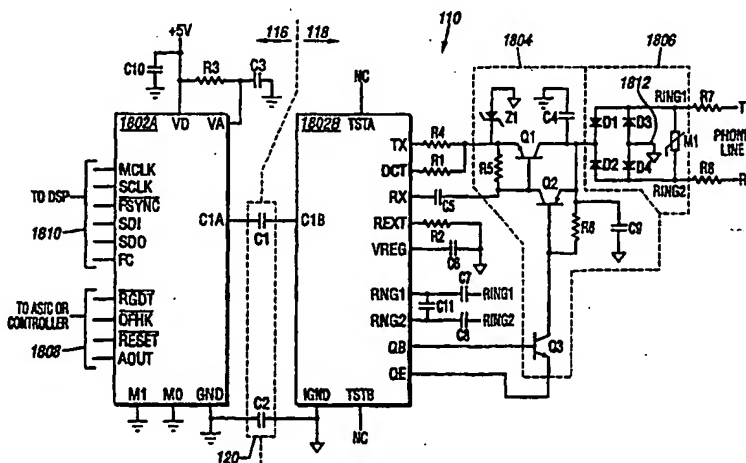 +5V
116
118
110
1804
1806
1812
C10
R3
C3
NC
1802A
VD
VA
1802B
TSTA
Z1
C4
RING1
R7
T
D1
D3
M1
PHONE
LINE
D2
D4
RING2
R8
R
TX
R4
Q1
DCT
R1
R5
Q2
RX
C5
REXT
R2
R6
C9
VREG
C6
TO DSP
1810
MCLK
SCLK
FSYNC
SDI
SDO
FC
C1A
C1
C1B
TO ASIC OR
CONTROLLER
1808
RGDT
OFHK
RESET
AOUT
RNG1
C7
RING1
C11
RNG2
C8
RING2
QB
Q3
QE
M1
M0
GND
C2
IGND
TSTB
NC
120